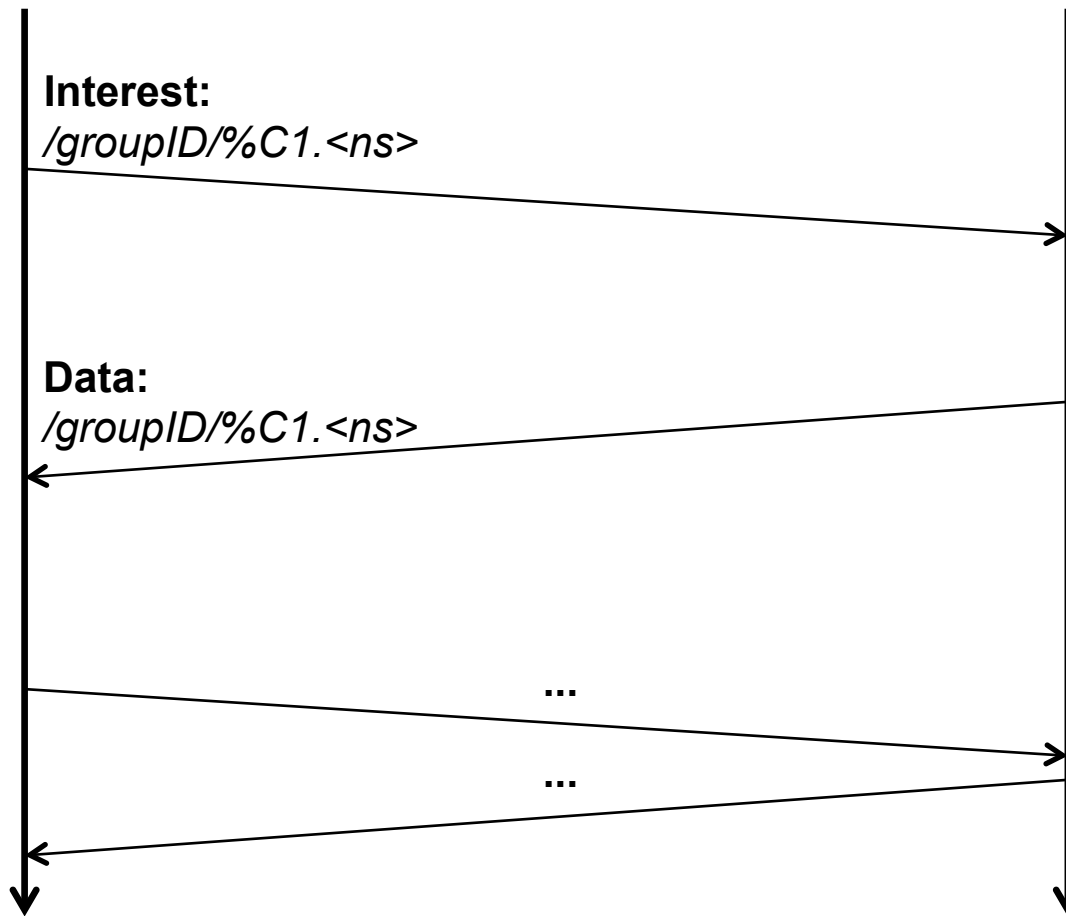 Interest:
/groupID/%C1.<ns>
Data:
/groupID/%C1.<ns>
...
...